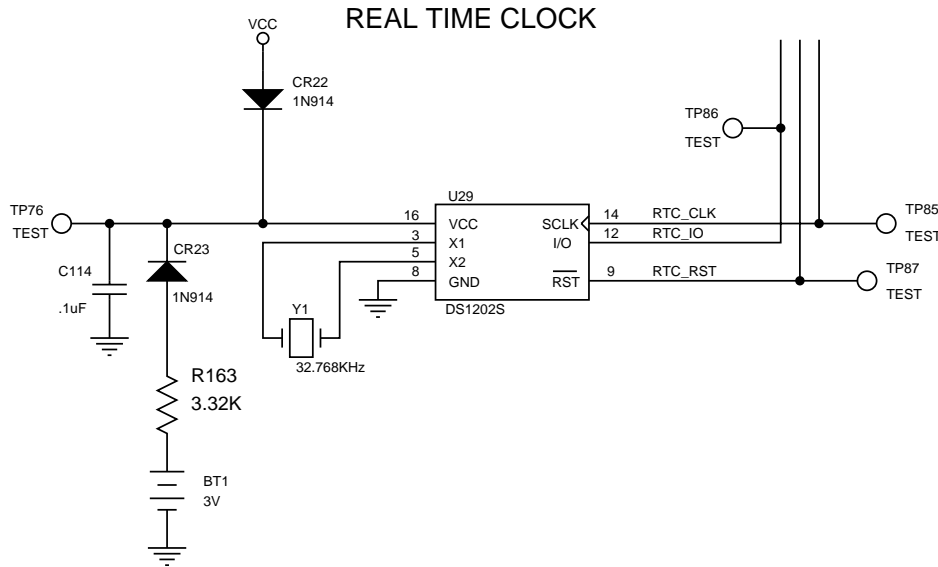 REAL TIME CLOCK
VCC
CR22
1N914
TP86
TEST
U29
TP76
TEST
16
VCC
SCLK
14
RTC_CLK
TP85
TEST
3
X1
I/O
12
RTC_IO
CR23
5
X2
C114
8
GND
RST
9
RTC_RST
TP87
TEST
1N914
.1uF
Y1
DS1202S
32.768KHz
R163
3.32K
BT1
3V